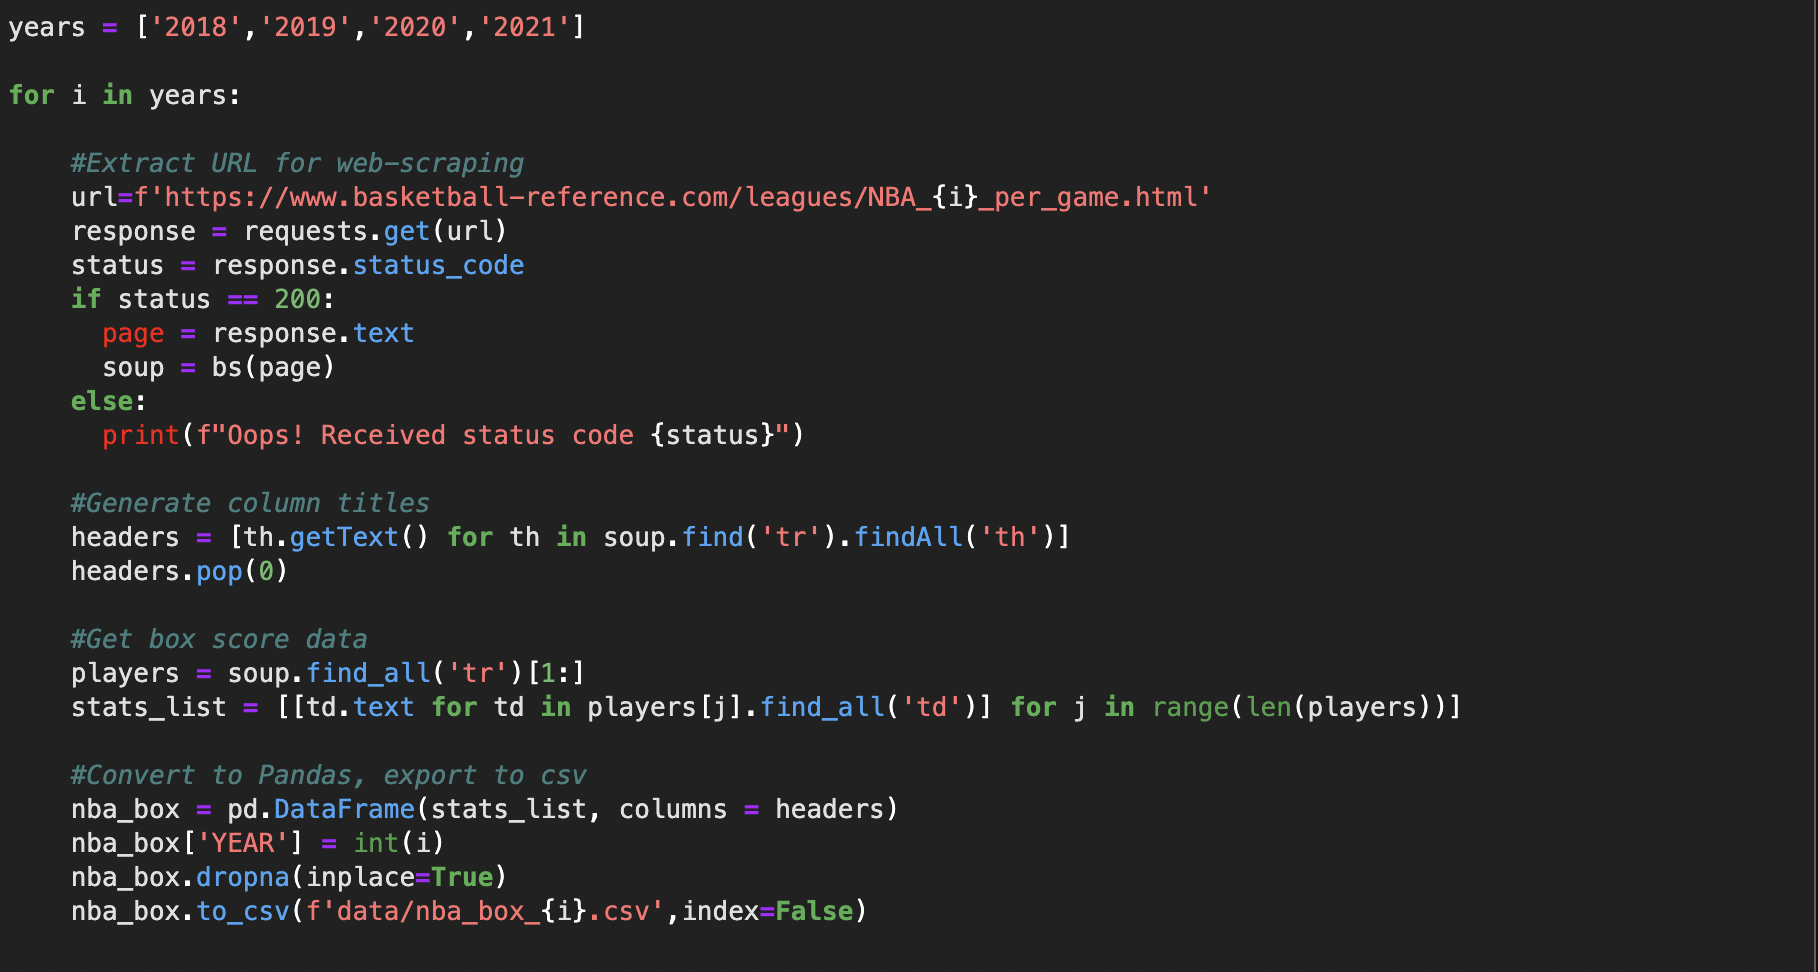 years = ['2018','2019','2020','2021']
for i in years:
    #Extract URL for web-scraping
    url=f'https://www.basketball-reference.com/leagues/NBA_{i}_per_game.html'
    response = requests.get(url)
    status = response.status_code
    if status == 200:
      page = response.text
      soup = bs(page)
    else:
      print(f"Oops! Received status code {status}")
    #Generate column titles
    headers = [th.getText() for th in soup.find('tr').findAll('th')]
    headers.pop(0)
    #Get box score data
    players = soup.find_all('tr')[1:]
    stats_list = [[td.text for td in players[j].find_all('td')] for j in range(len(players))]
    #Convert to Pandas, export to csv
    nba_box = pd.DataFrame(stats_list, columns = headers)
    nba_box['YEAR'] = int(i)
    nba_box.dropna(inplace=True)
    nba_box.to_csv(f'data/nba_box_{i}.csv',index=False)